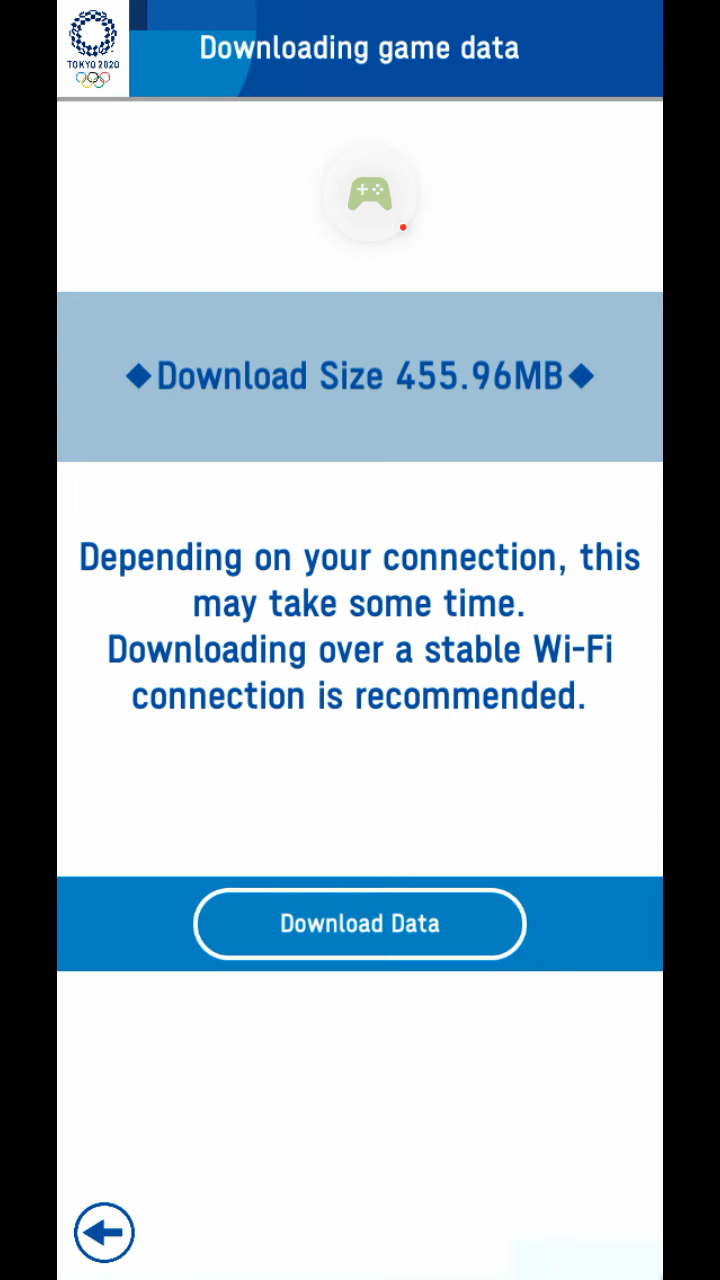 TOKYO 2020
Downloading game data
◆Download Size 455.96MB◆
Depending on your connection, this
may take some time.
Downloading over a stable Wi-Fi
connection is recommended.
Download Data